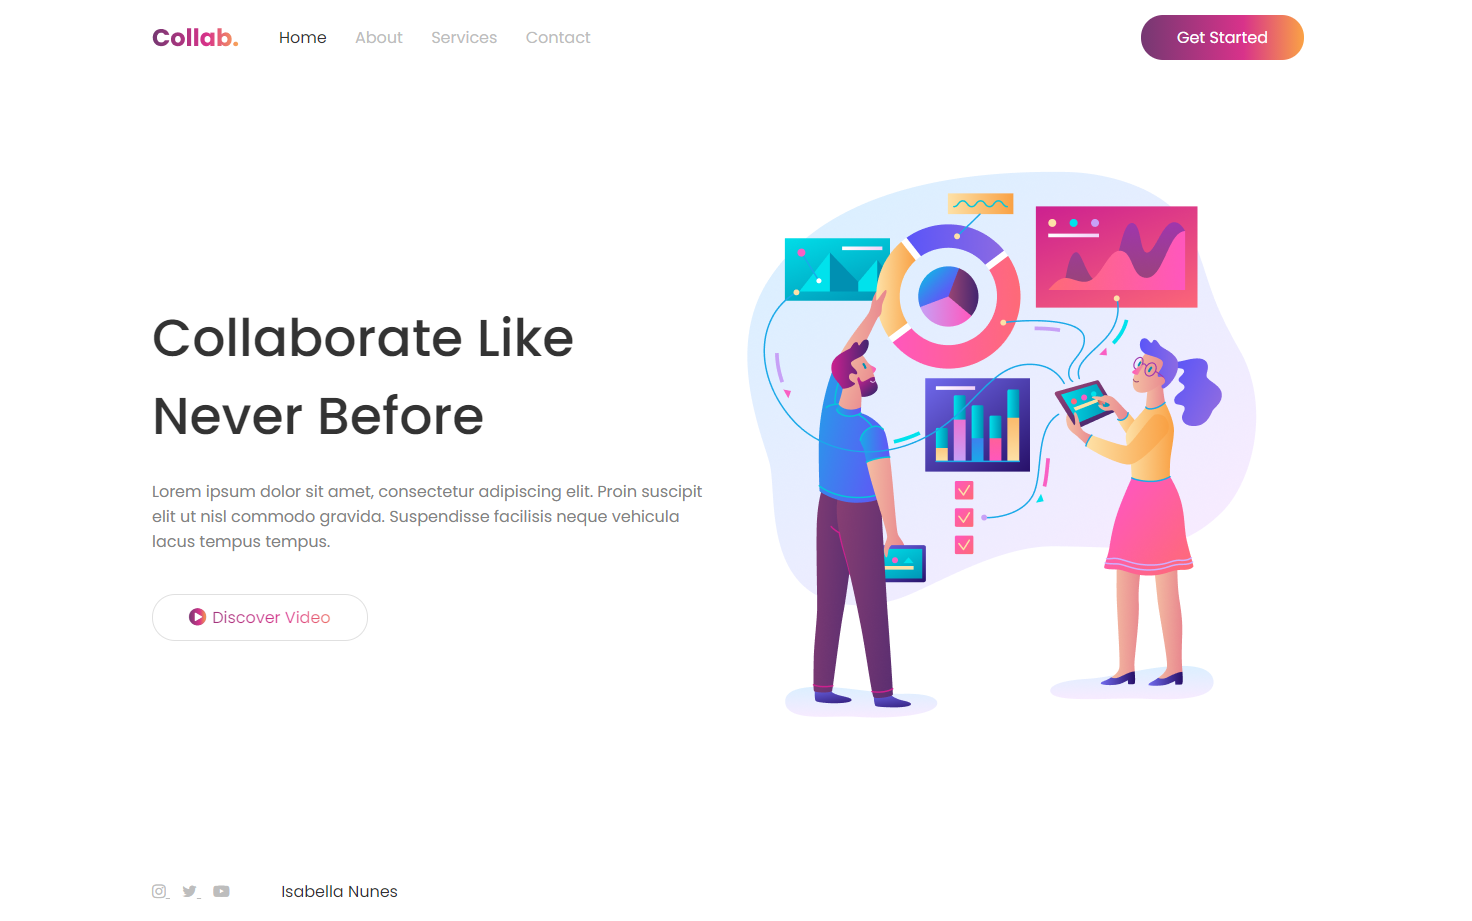 Collab.
Home About Services Contact
Get Started
Collaborate Like
Never Before
Lorem ipsum dolor sit amet, consectetur adipiscing elit. Proin suscipit
elit ut nisl commodo gravida. Suspendisse facilisis neque vehicula
lacus tempus tempus.
Discover Video
Isabella Nunes